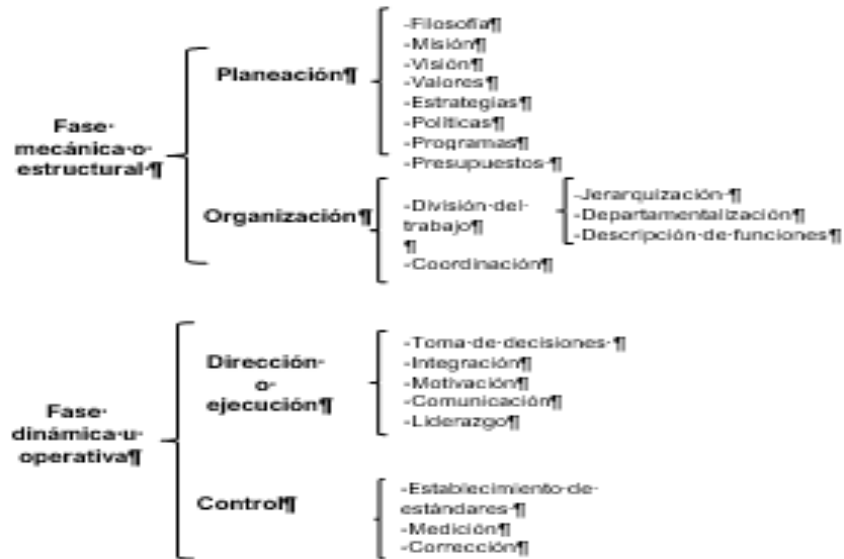 Fase
mecánica o
estructural
Planeación
-Filosofía
-Misión
-Visión
-Valores
-Estrategias
-Políticas
-Programas
-Presupuestos
Organización
-División del
trabajo
-Jerarquización
-Departamentalización
-Descripción de funciones
-Coordinación
Fase
dinámica u
operativa
Dirección
o
ejecución
-Toma de decisiones
-Integración
-Motivación
-Comunicación
-Liderazgo
Control
-Establecimiento de
estándares
-Medición
-Corrección